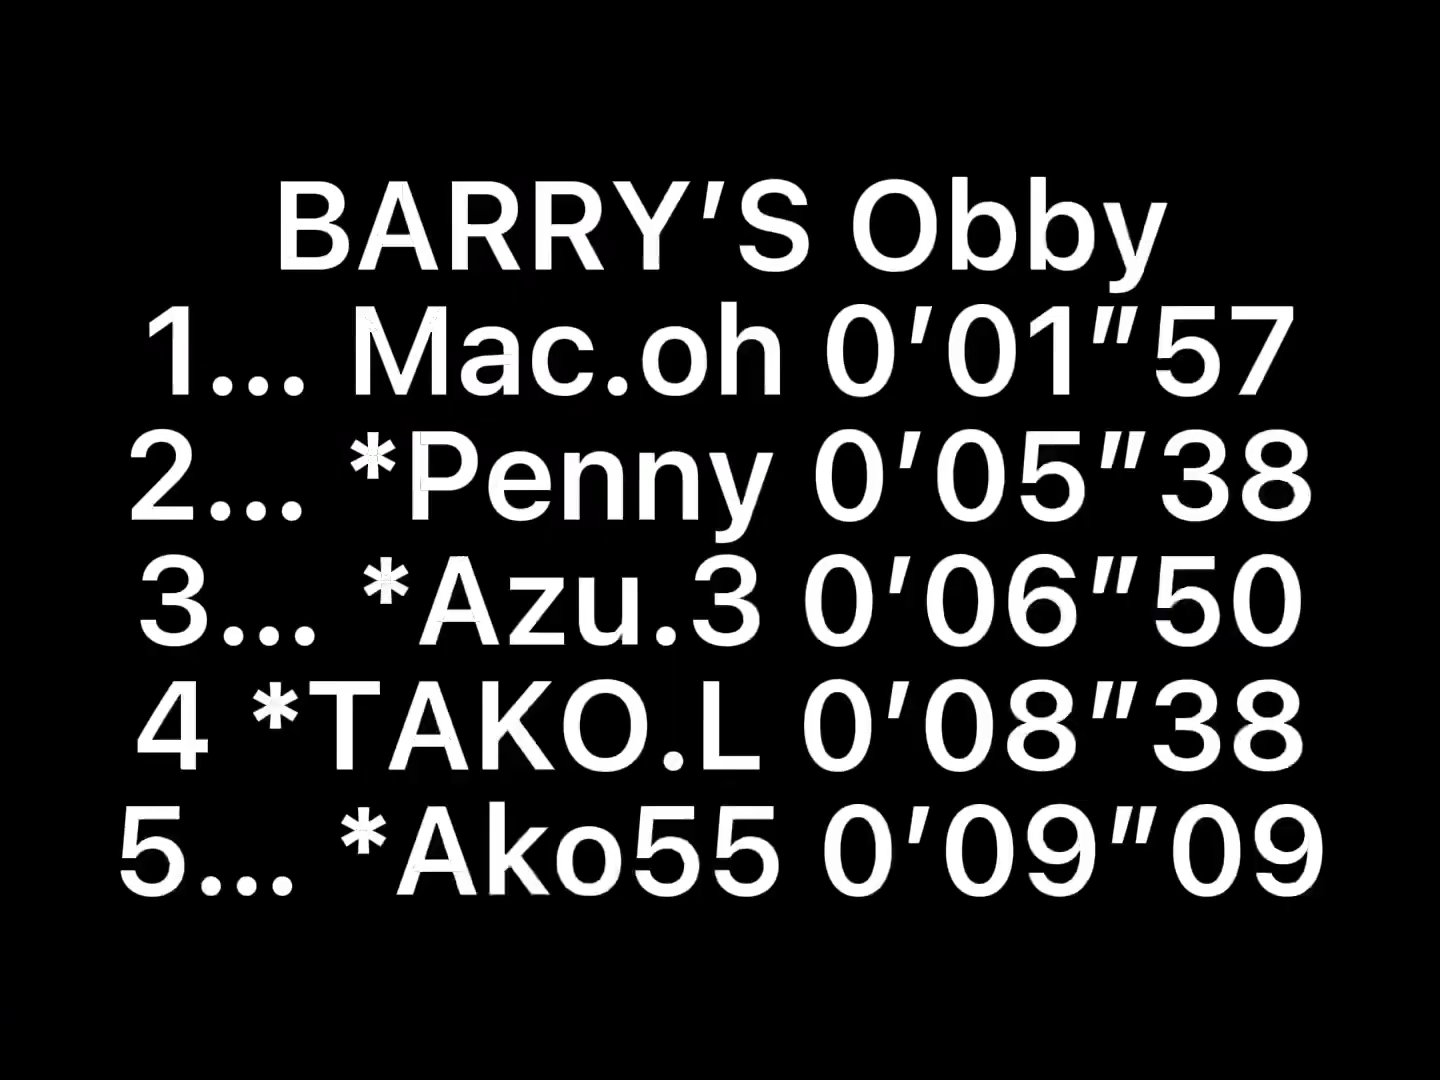 BARRY’S Obby
1... Mac.oh 0’01”57
2... *Penny 0’05”38
3... *Azu.3 0’06”50
4 *TAKO.L 0’08”38
5... *Ako55 0’09”09